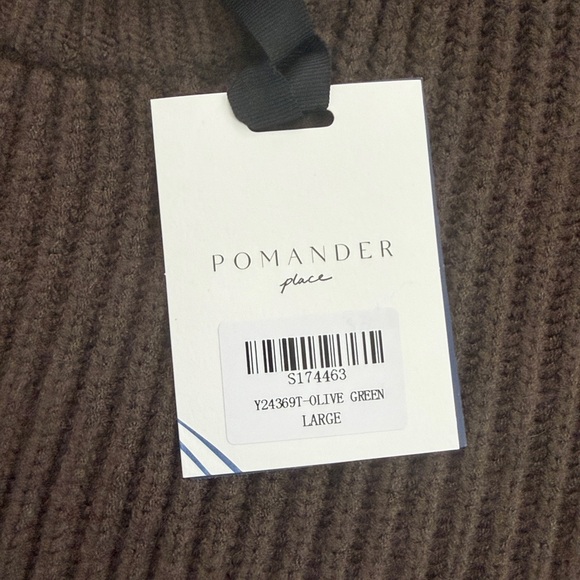 POMANDER
place
S174463
Y24369T-OLIVE GREEN
LARGE